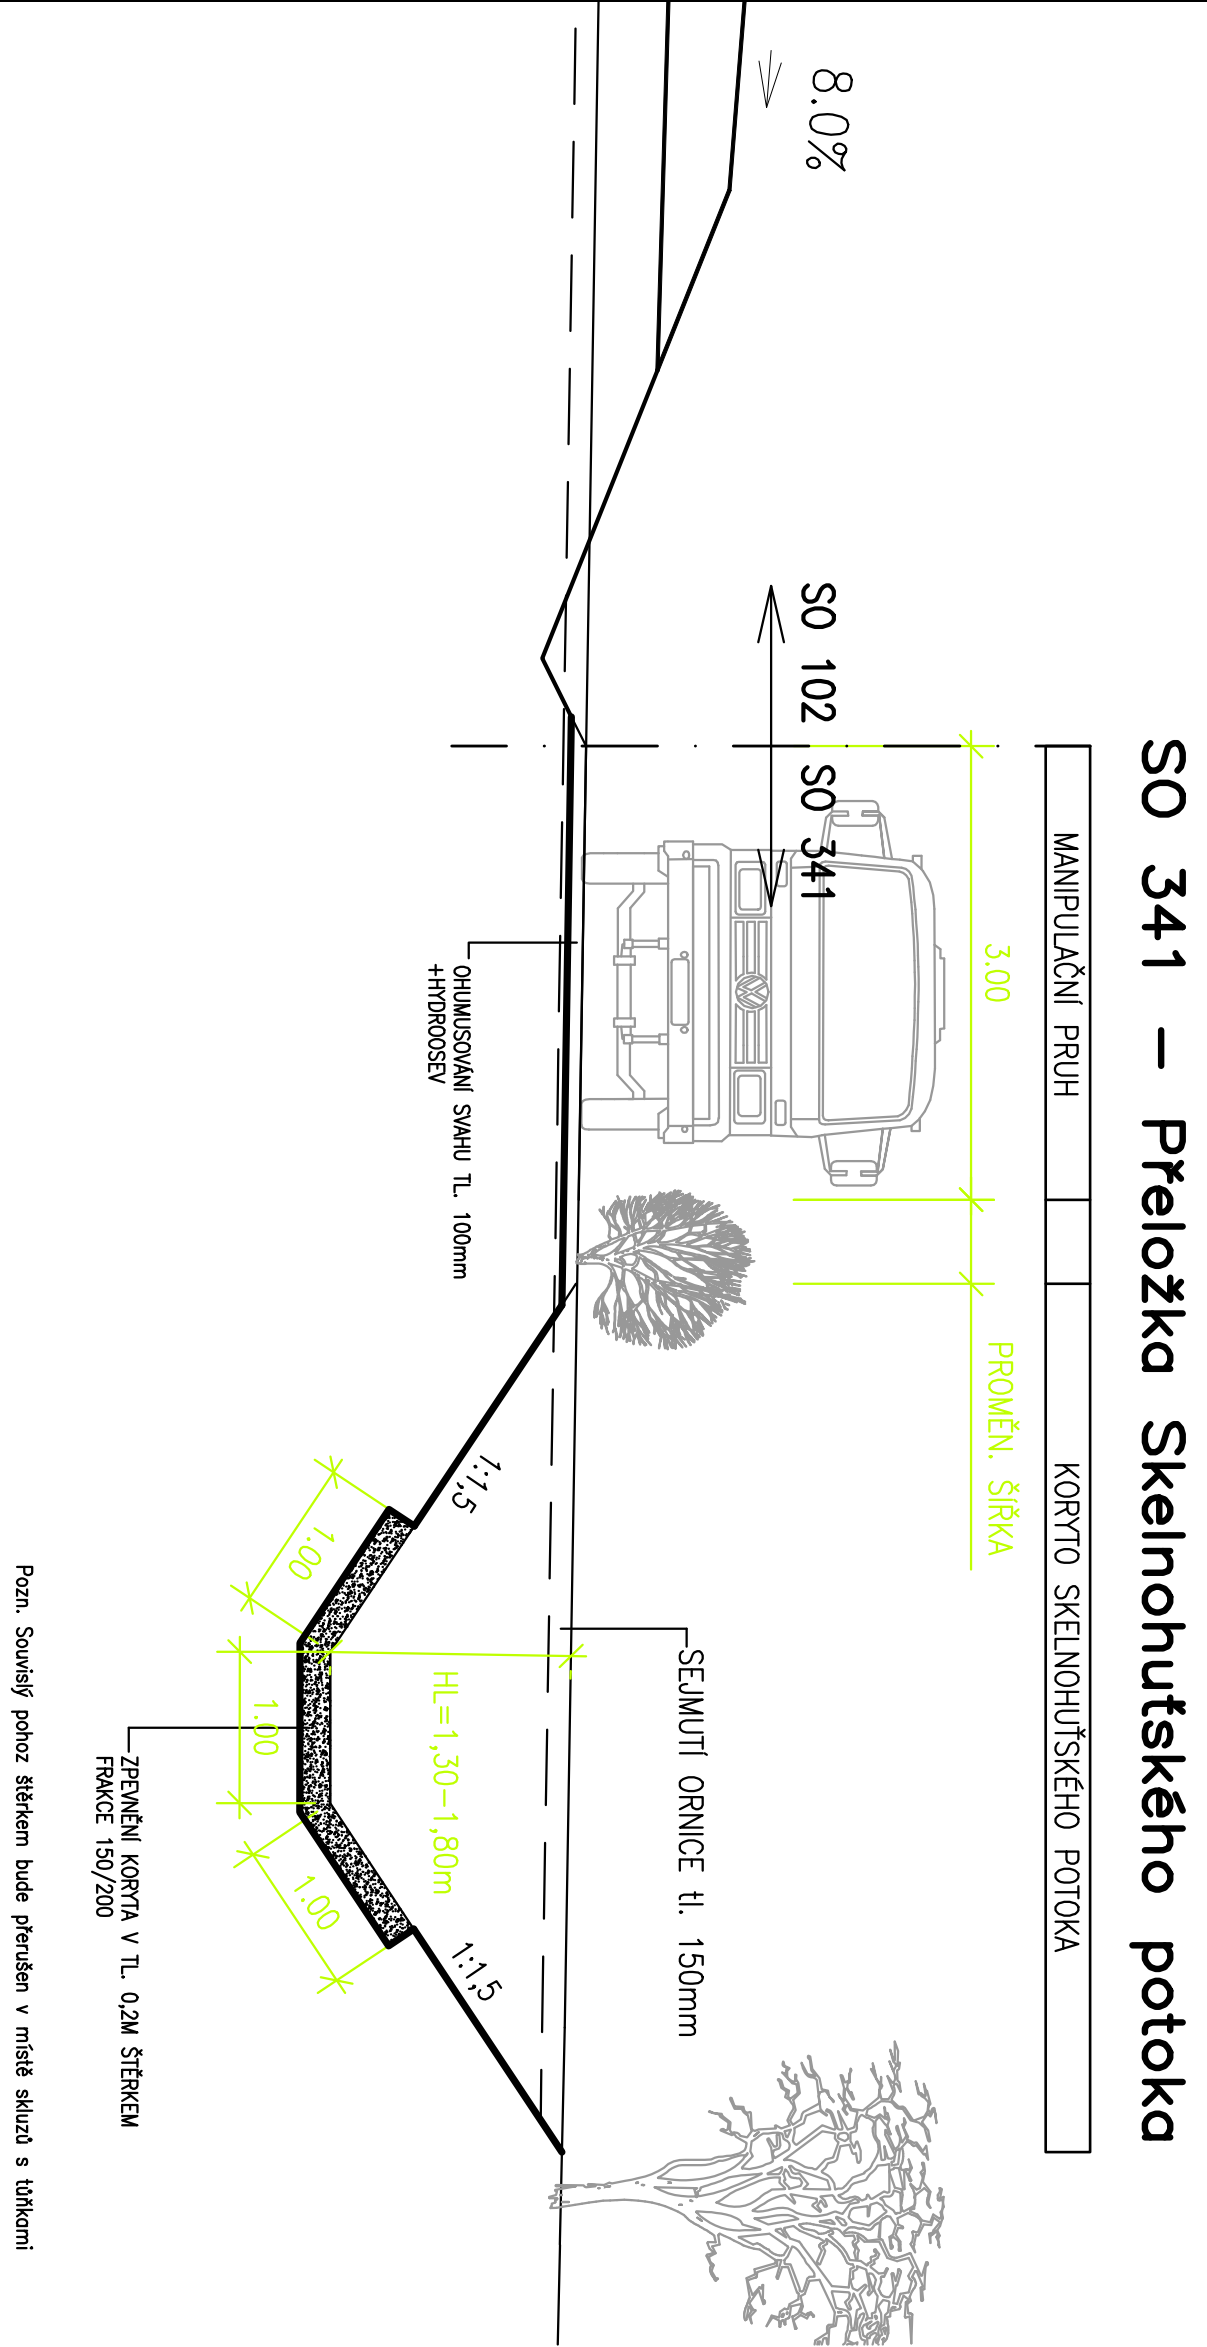 SO 341 – Přeložka Skelnohuťského potoka
MANIPULAČNÍ PRUH
KORYTO SKELNOHUŤSKÉHO POTOKA
3.00
PROMĚN. ŠÍŘKA
8.0%
SO 102
SO 341
SEJMUTÍ ORNICE tl. 150mm
OHUMUSOVÁNÍ SVAHU TL. 100mm
+HYDROOSEV
1:1,5
1:1,5
HL=1,30–1,80m
1.00
1.00
1.00
ZPEVNĚNÍ KORYTA V TL. 0,2M ŠTĚRKEM
FRAKCE 150/200
Pozn. Souvislý pohoz štěrkem bude přerušen v místě skluzů s tůňkami